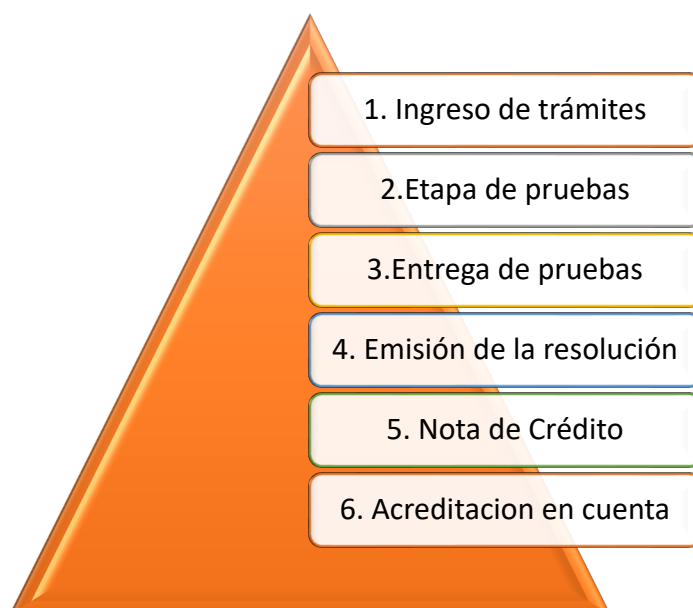 1. Ingreso de trámites
2.Etapa de pruebas
3.Entrega de pruebas
4. Emisión de la resolución
5. Nota de Crédito
6. Acreditacion en cuenta